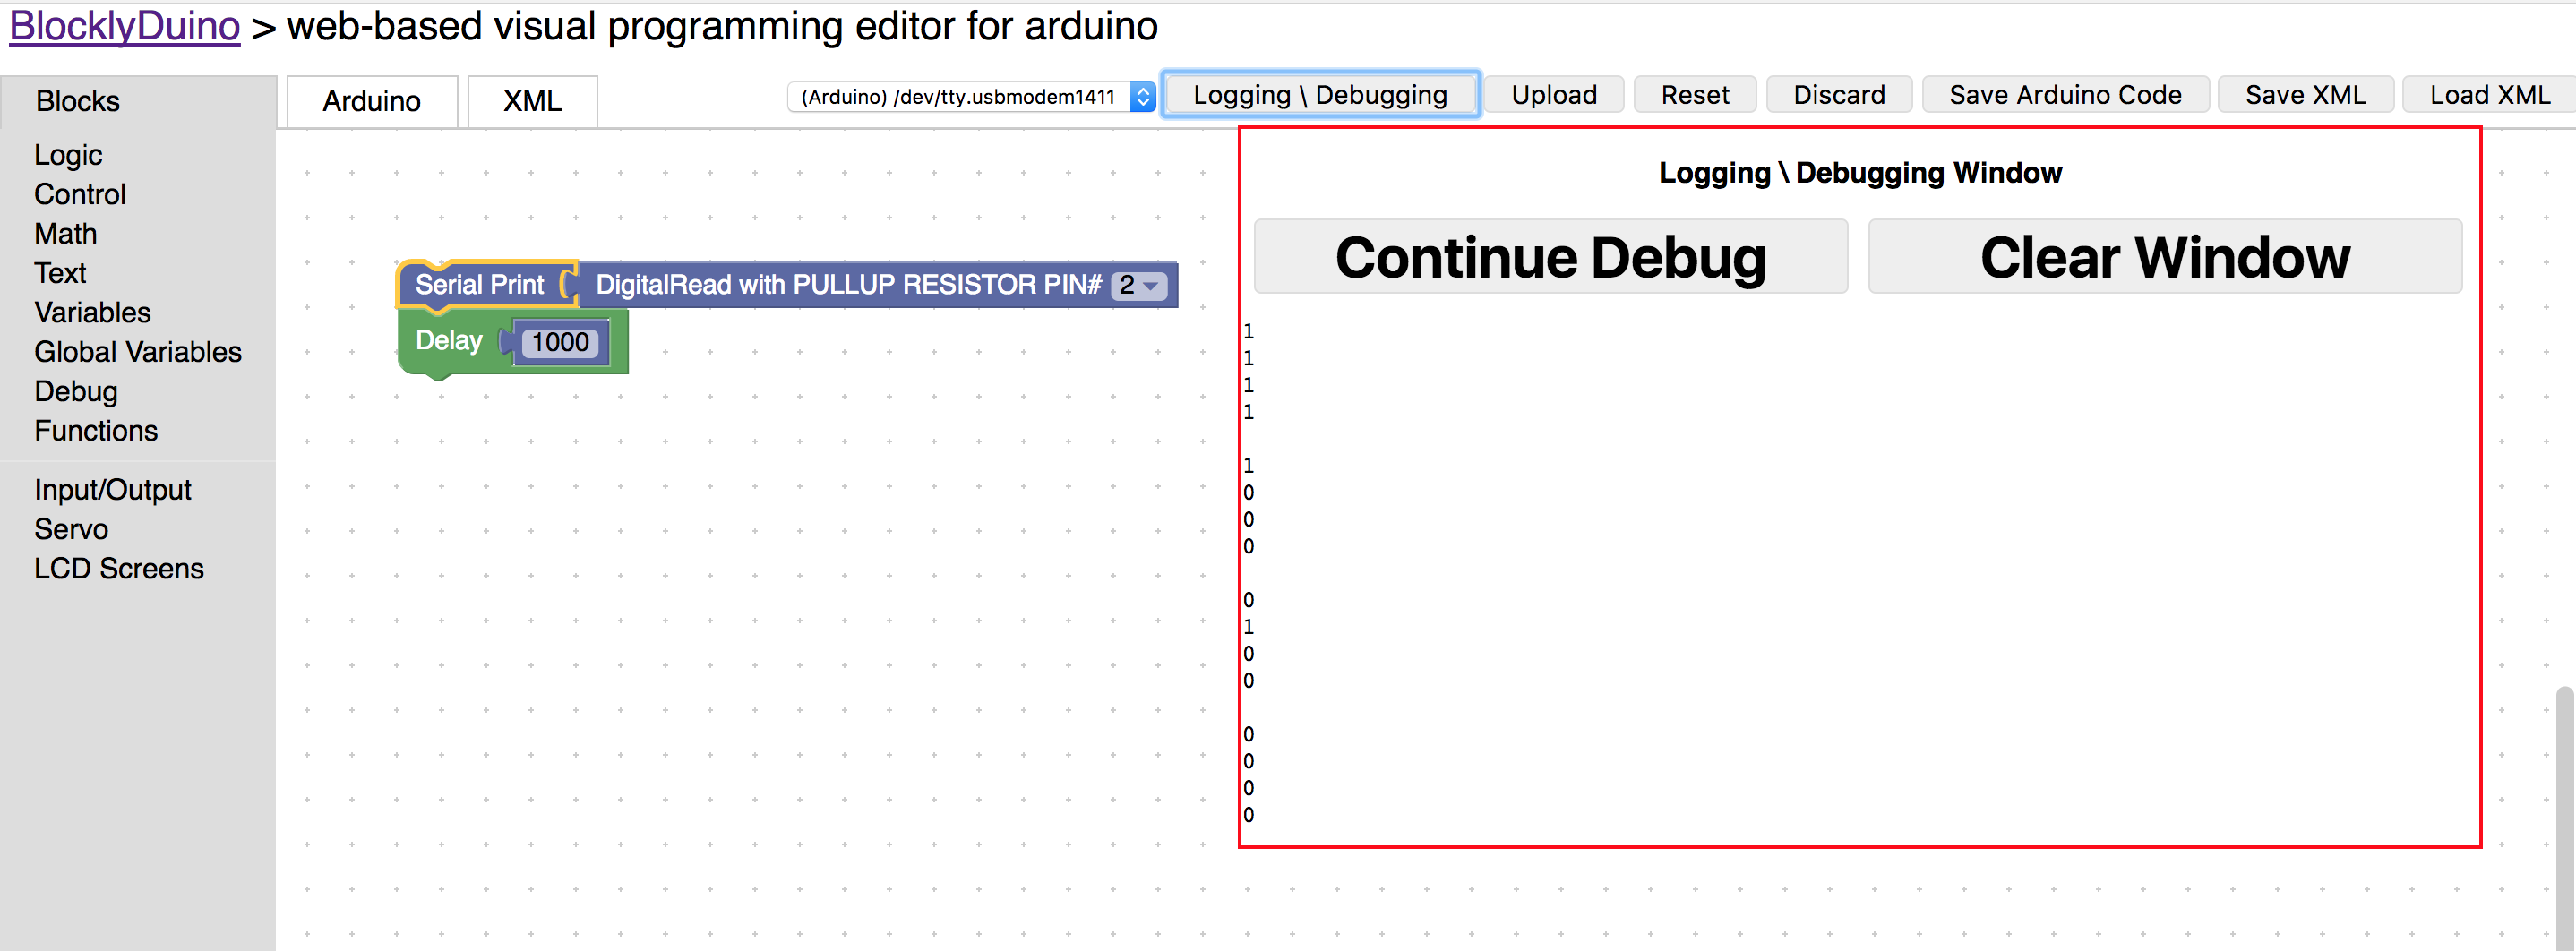 BlocklyDuino > web-based visual programming editor for arduino
Blocks
Arduino
XML
(Arduino) /dev/tty.usbmodem1411
Logging \ Debugging
Upload
Reset
Discard
Save Arduino Code
Save XML
Load XML
Logic
Control
Math
Text
Variables
Global Variables
Debug
Functions
Input/Output
Servo
LCD Screens
Serial Print DigitalRead with PULLUP RESISTOR PIN# 2
Delay 1000
Logging \ Debugging Window
Continue Debug
Clear Window
1
1
1
1
1
0
0
0
0
1
0
0
0
0
0
0